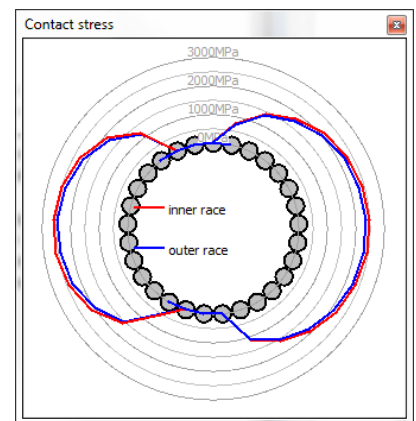 Contact stress
3000MPa
2000MPa
1000MPa
0MPa
inner race
outer race